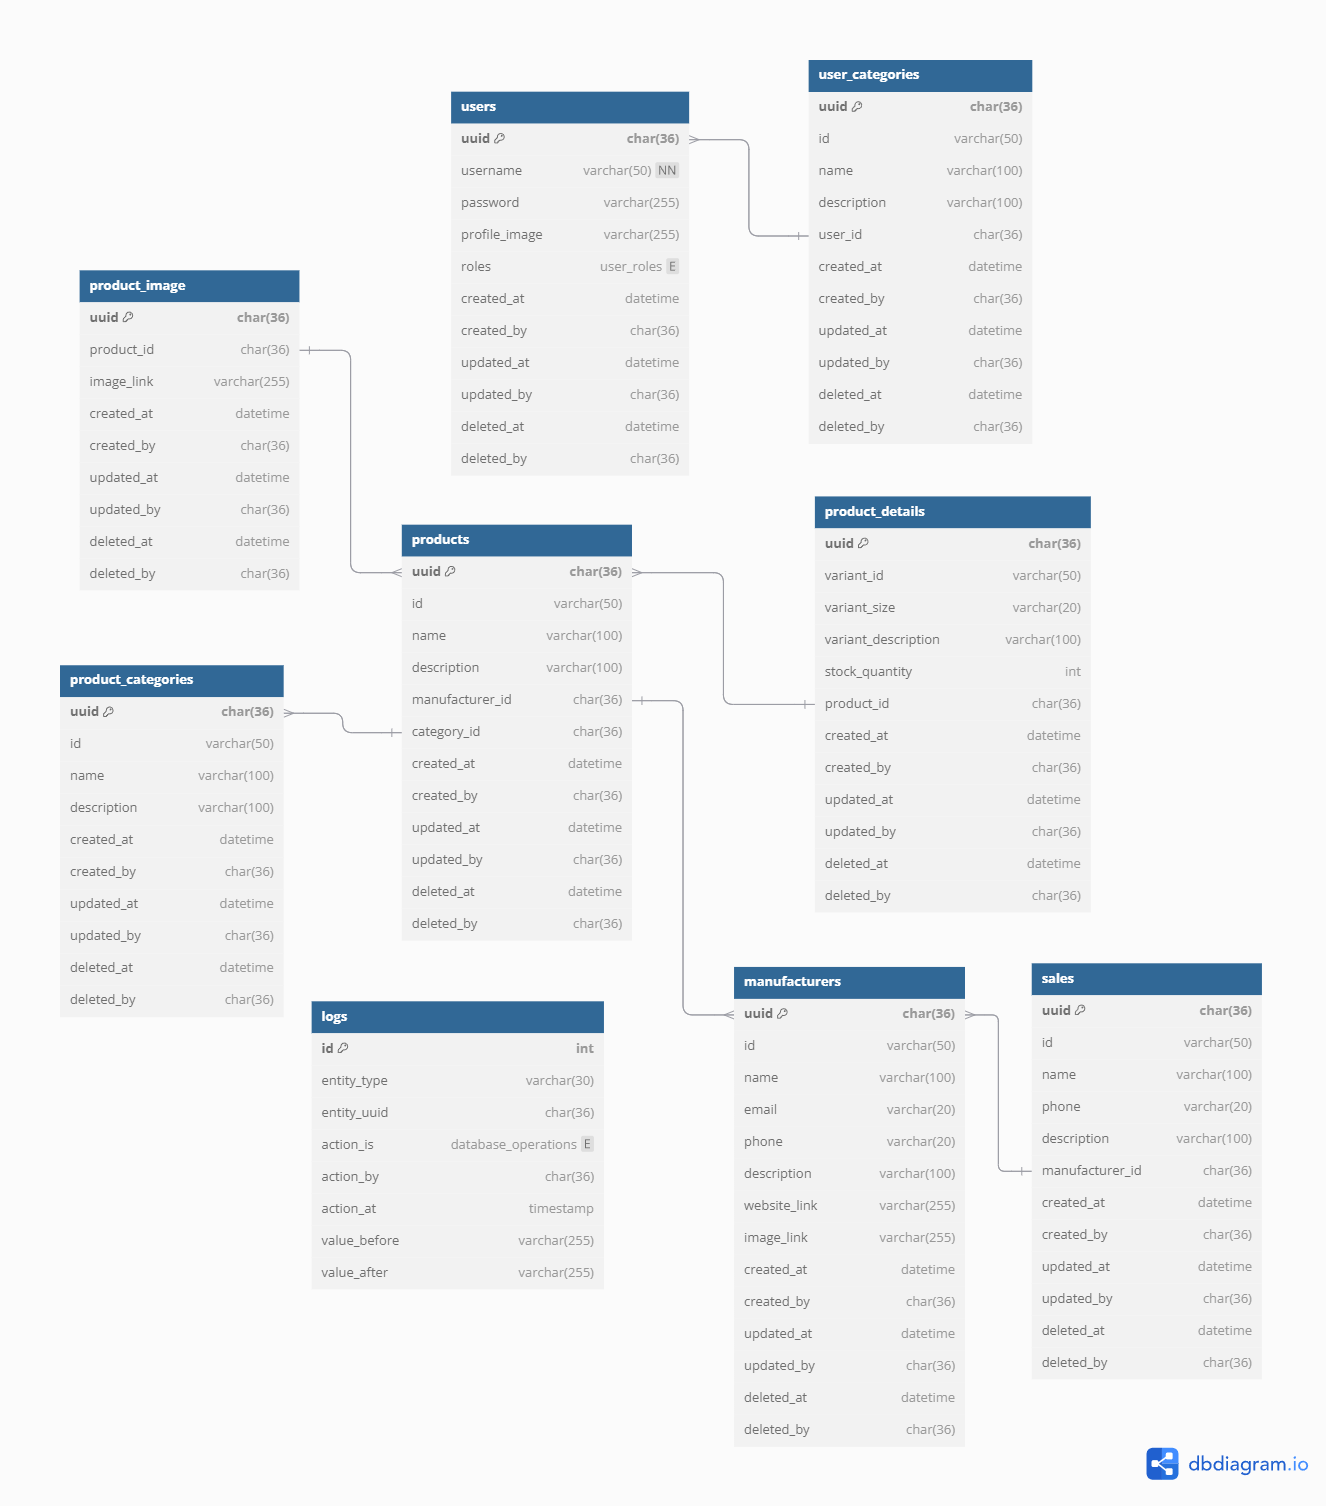 user_categories
uuid char(36)
id varchar(50)
name varchar(100)
description varchar(100)
user_id char(36)
created_at datetime
created_by char(36)
updated_at datetime
updated_by char(36)
deleted_at datetime
deleted_by char(36)
users
uuid char(36)
username varchar(50) NN
password varchar(255)
profile_image varchar(255)
roles user_roles E
created_at datetime
created_by char(36)
updated_at datetime
updated_by char(36)
deleted_at datetime
deleted_by char(36)
product_image
uuid char(36)
product_id char(36)
image_link varchar(255)
created_at datetime
created_by char(36)
updated_at datetime
updated_by char(36)
deleted_at datetime
deleted_by char(36)
product_details
uuid char(36)
variant_id varchar(50)
variant_size varchar(20)
variant_description varchar(100)
stock_quantity int
product_id char(36)
created_at datetime
created_by char(36)
updated_at datetime
updated_by char(36)
deleted_at datetime
deleted_by char(36)
products
uuid char(36)
id varchar(50)
name varchar(100)
description varchar(100)
manufacturer_id char(36)
category_id char(36)
created_at datetime
created_by char(36)
updated_at datetime
updated_by char(36)
deleted_at datetime
deleted_by char(36)
product_categories
uuid char(36)
id varchar(50)
name varchar(100)
description varchar(100)
created_at datetime
created_by char(36)
updated_at datetime
updated_by char(36)
deleted_at datetime
deleted_by char(36)
logs
id int
entity_type varchar(30)
entity_uuid char(36)
action_is database_operations E
action_by char(36)
action_at timestamp
value_before varchar(255)
value_after varchar(255)
manufacturers
uuid char(36)
id varchar(50)
name varchar(100)
email varchar(20)
phone varchar(20)
description varchar(100)
website_link varchar(255)
image_link varchar(255)
created_at datetime
created_by char(36)
updated_at datetime
updated_by char(36)
deleted_at datetime
deleted_by char(36)
sales
uuid char(36)
id varchar(50)
name varchar(100)
phone varchar(20)
description varchar(100)
manufacturer_id char(36)
created_at datetime
created_by char(36)
updated_at datetime
updated_by char(36)
deleted_at datetime
deleted_by char(36)
dbdiagram.io